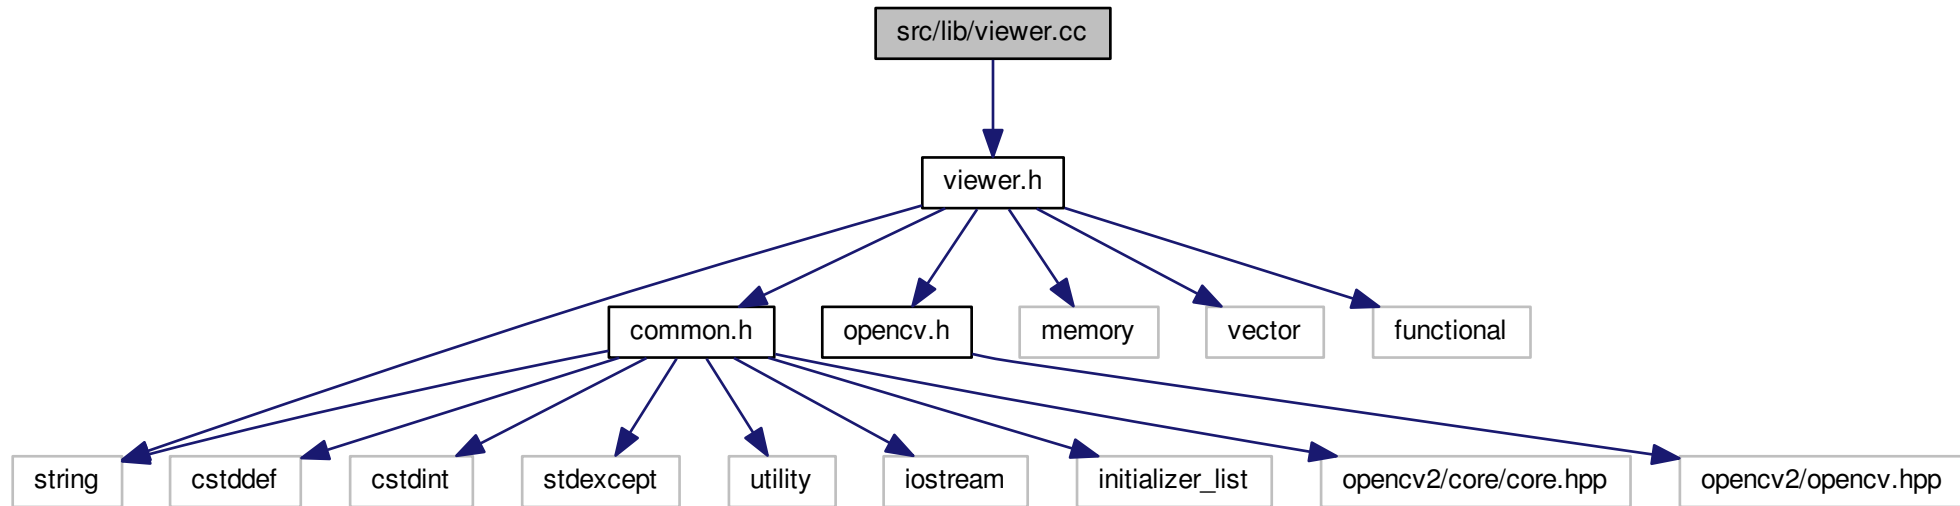 src/lib/viewer.cc
viewer.h
common.h
opencv.h
memory
vector
functional
string
cstddef
cstdint
stdexcept
utility
iostream
initializer_list
opencv2/core/core.hpp
opencv2/opencv.hpp